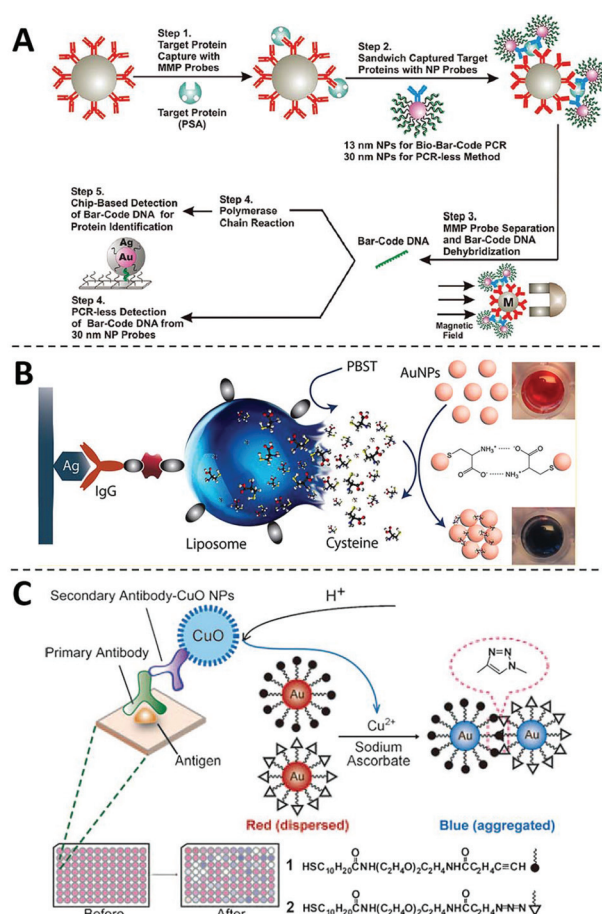 A
Step 1.
Target Protein
Capture with
MMP Probes
Target Protein
(PSA)
Step 2.
Sandwich Captured Target
Proteins with NP Probes
13 nm NPs for Bio-Bar-Code PCR
30 nm NPs for PCR-less Method
Step 3.
MMP Probe Separation
and Bar-Code DNA
Dehybridization
M
Magnetic
Field
Bar-Code DNA
Step 4.
Polymerase
Chain Reaction
Step 5.
Chip-Based Detection
of Bar-Code DNA for
Protein Identification
Ag
Au
Step 4.
PCR-less Detection
of Bar-Code DNA from
30 nm NP Probes
B
PBST
AuNPs
Ag
IgG
Liposome
Cysteine
S
NH₃⁺
⁻O
O
O
O⁻
⁺H₃N
S
C
Secondary Antibody-CuO NPs
H⁺
CuO
Primary Antibody
Antigen
Au
Au
Cu²⁺
Sodium
Ascorbate
N=N
N
Au
Au
Red (dispersed)
Blue (aggregated)
1 HSC₁₀H₂₀CNH(C₂H₄O)₂C₂H₄NHCC₂H₄C≡CH
O
O
2 HSC₁₀H₂₀CNH(C₂H₄O)₂C₂H₄NHCC₂H₄N=N=N
O
O
Before
After